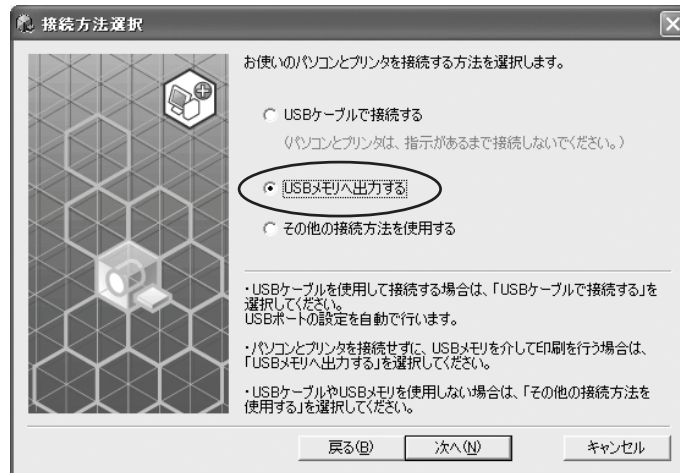 接続方法選択
お使いのパソコンとプリンタを接続する方法を選択します。
USBケーブルで接続する
(パソコンとプリンタは、指示があるまで接続しないでください。)
USBメモリへ出力する
その他の接続方法を使用する
・USBケーブルを使用して接続する場合は、「USBケーブルで接続する」を
選択してください。
USBポートの設定を自動で行います。
・パソコンとプリンタを接続せずに、USBメモリを介して印刷を行う場合は、
「USBメモリへ出力する」を選択してください。
・USBケーブルやUSBメモリを使用しない場合は、「その他の接続方法を
使用する」を選択してください。
戻る(B) 次へ(N) キャンセル